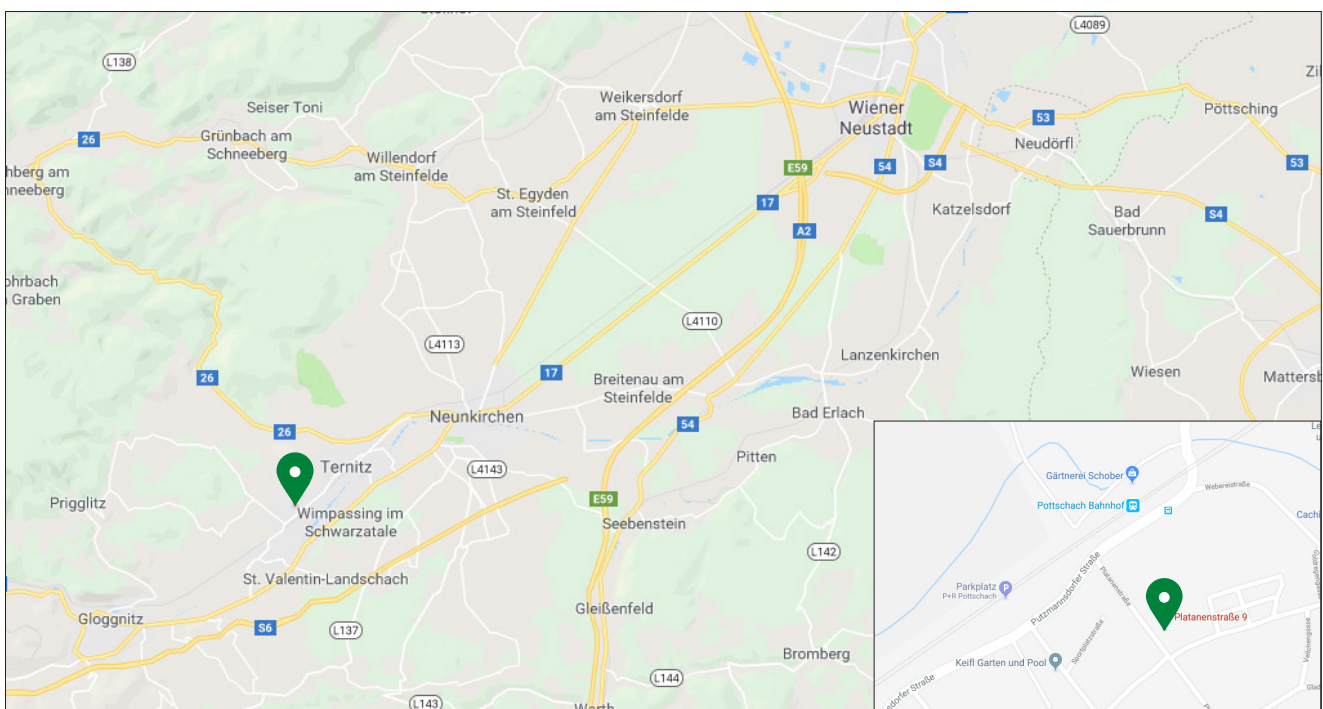 L4089
L138
Weikersdorf
am Steinfelde
Wiener
Neustadt
Seiser Toni
Pöttsching
53
26
Grünbach am
Schneeberg
Neudörfl
Willendorf
am Steinfelde
E59
54
S4
53
St. Egyden
am Steinfeld
17
Katzelsdorf
Bad
Sauerbrunn
S4
A2
Graben
L4110
L4113
Lanzenkirchen
26
17
Breitenau am
Steinfelde
Wiesen
Neunkirchen
Bad Erlach
54
26
Ternitz
L4143
Pitten
Prigglitz
E59
Wimpassing im
Schwarzatale
Seebenstein
L142
St. Valentin-Landschach
Gloggnitz
Gleißenfeld
S6
L137
Bromberg
L144
L143
Gärtnerei Schober
Webereistraße
Pottschach Bahnhof
Parkplatz
P+R Pottschach
Putzmannsdorfer Straße
Platanenstraße
Platanenstraße 9
Sportplatzstraße
Veilchengasse
Keifl Garten und Pool
sdorfer Straße